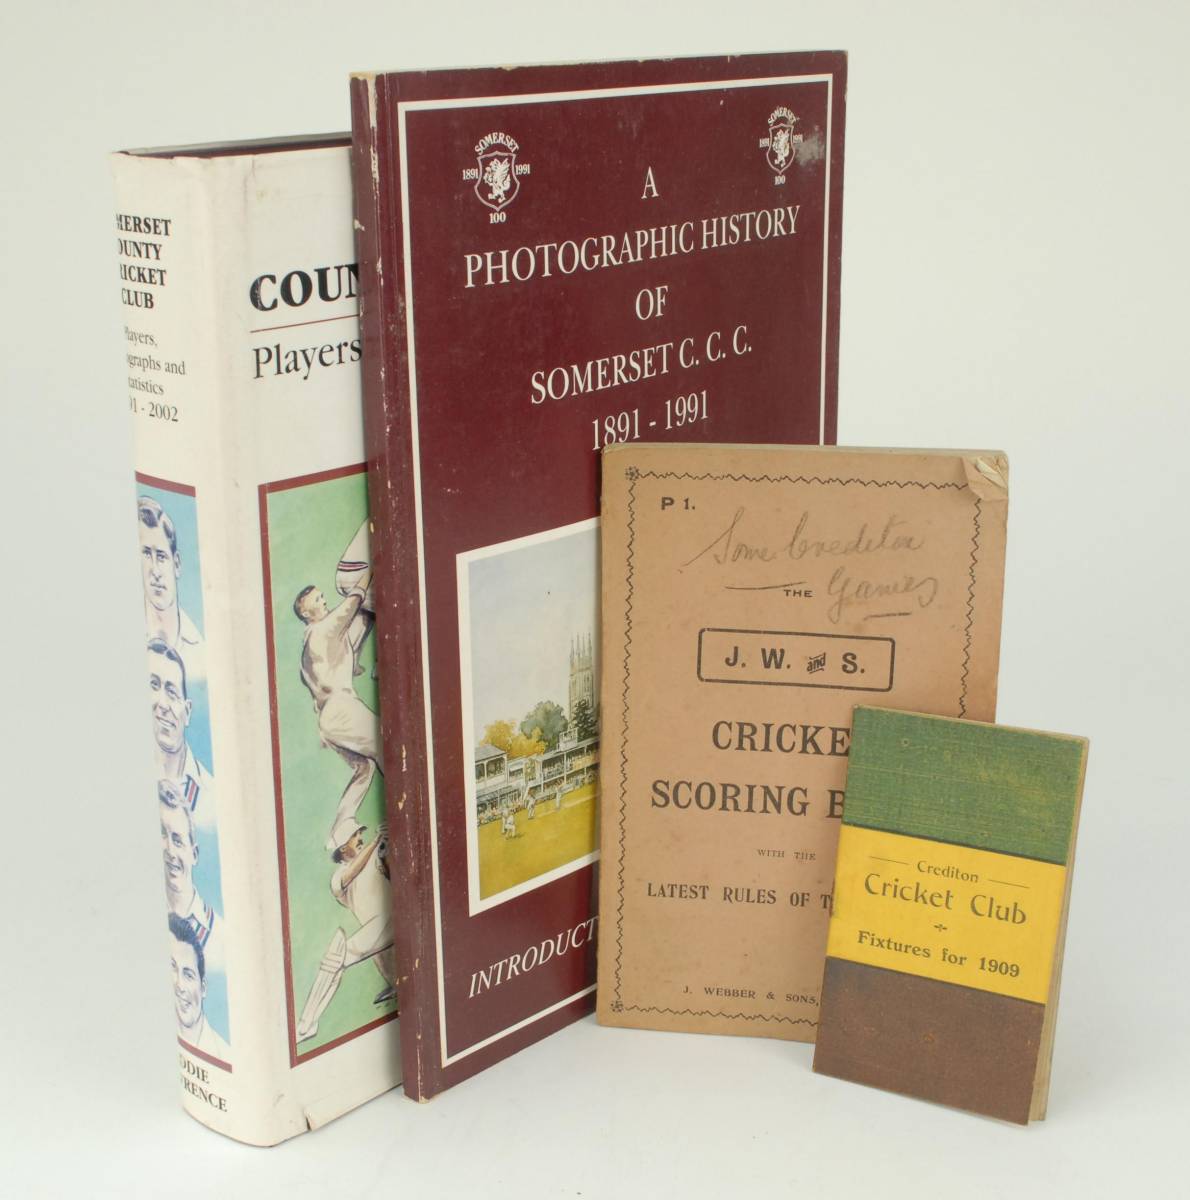 MERSET
OUNTY
RICKET
CLUB
Players,
ographs and
tatistics
91 - 2002
DDIE
WRENCE
COUN
Players
SOMERSET
1891 1991
100
SOMERSET
1891 1991
100
A
PHOTOGRAPHIC HISTORY
OF
SOMERSET C. C. C.
1891 - 1991
INTRODUCT
P 1.
Some Crediton
Games
THE
J. W. and S.
CRICKE
SCORING B
WITH THE
LATEST RULES OF T
J. WEBBER & SONS,
Crediton
Cricket Club
Fixtures for 1909